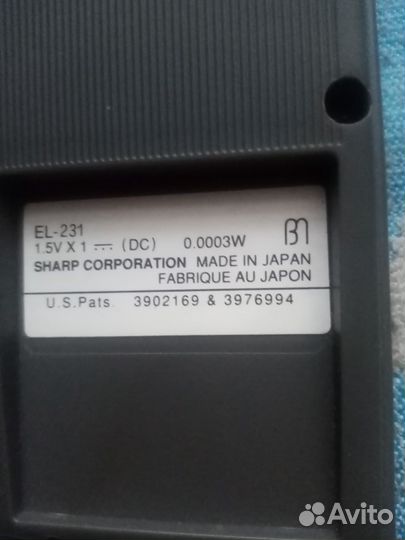 EL-231
1.5V X 1 ⎓ (DC) 0.0003W
SHARP CORPORATION MADE IN JAPAN
FABRIQUE AU JAPON
U.S.Pats. 3902169 & 3976994
Avito